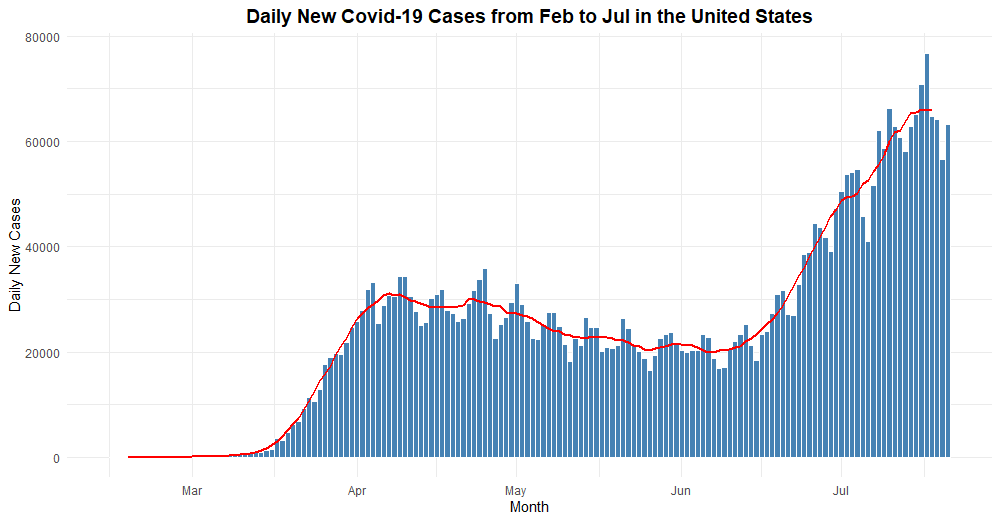 Daily New Covid-19 Cases from Feb to Jul in the United States
80000
60000
40000
20000
0
Daily New Cases
Mar Apr May Jun Jul
Month